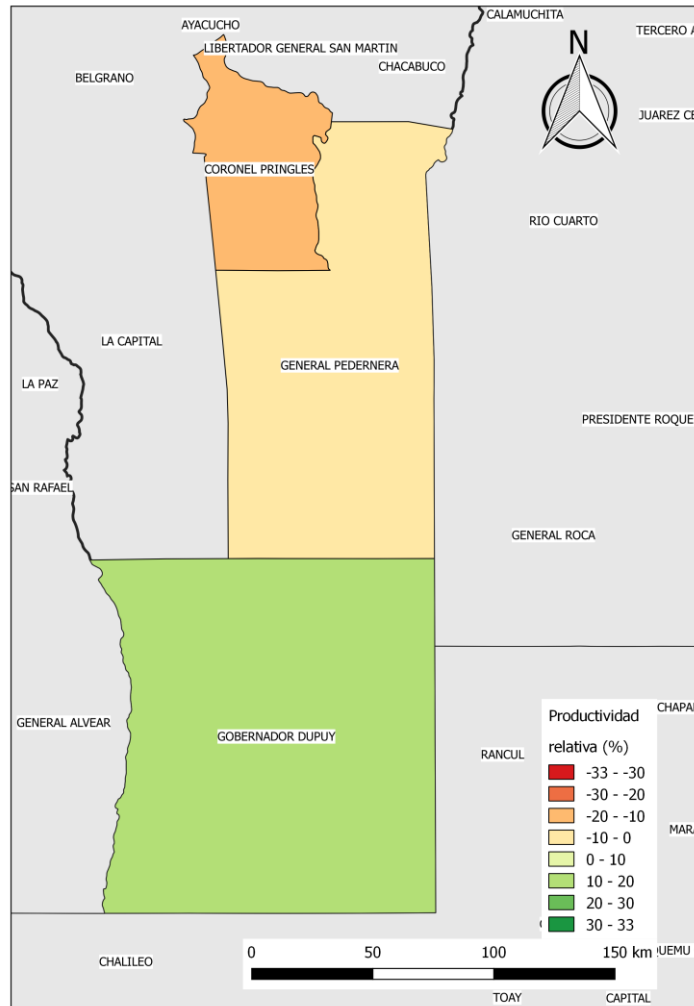 AYACUCHO
CALAMUCHITA
TERCERO A
LIBERTADOR GENERAL SAN MARTIN
N
CHACABUCO
BELGRANO
JUAREZ CE
CORONEL PRINGLES
RIO CUARTO
LA CAPITAL
GENERAL PEDERNERA
LA PAZ
PRESIDENTE ROQUE
SAN RAFAEL
GENERAL ROCA
GENERAL ALVEAR
GOBERNADOR DUPUY
RANCUL
CHAPA
MARA
Productividad
relativa (%)
-33 - -30
-30 - -20
-20 - -10
-10 - 0
0 - 10
10 - 20
20 - 30
30 - 33
QUEMU
CHALILEO
0 50 100 150 km
TOAY
CAPITAL